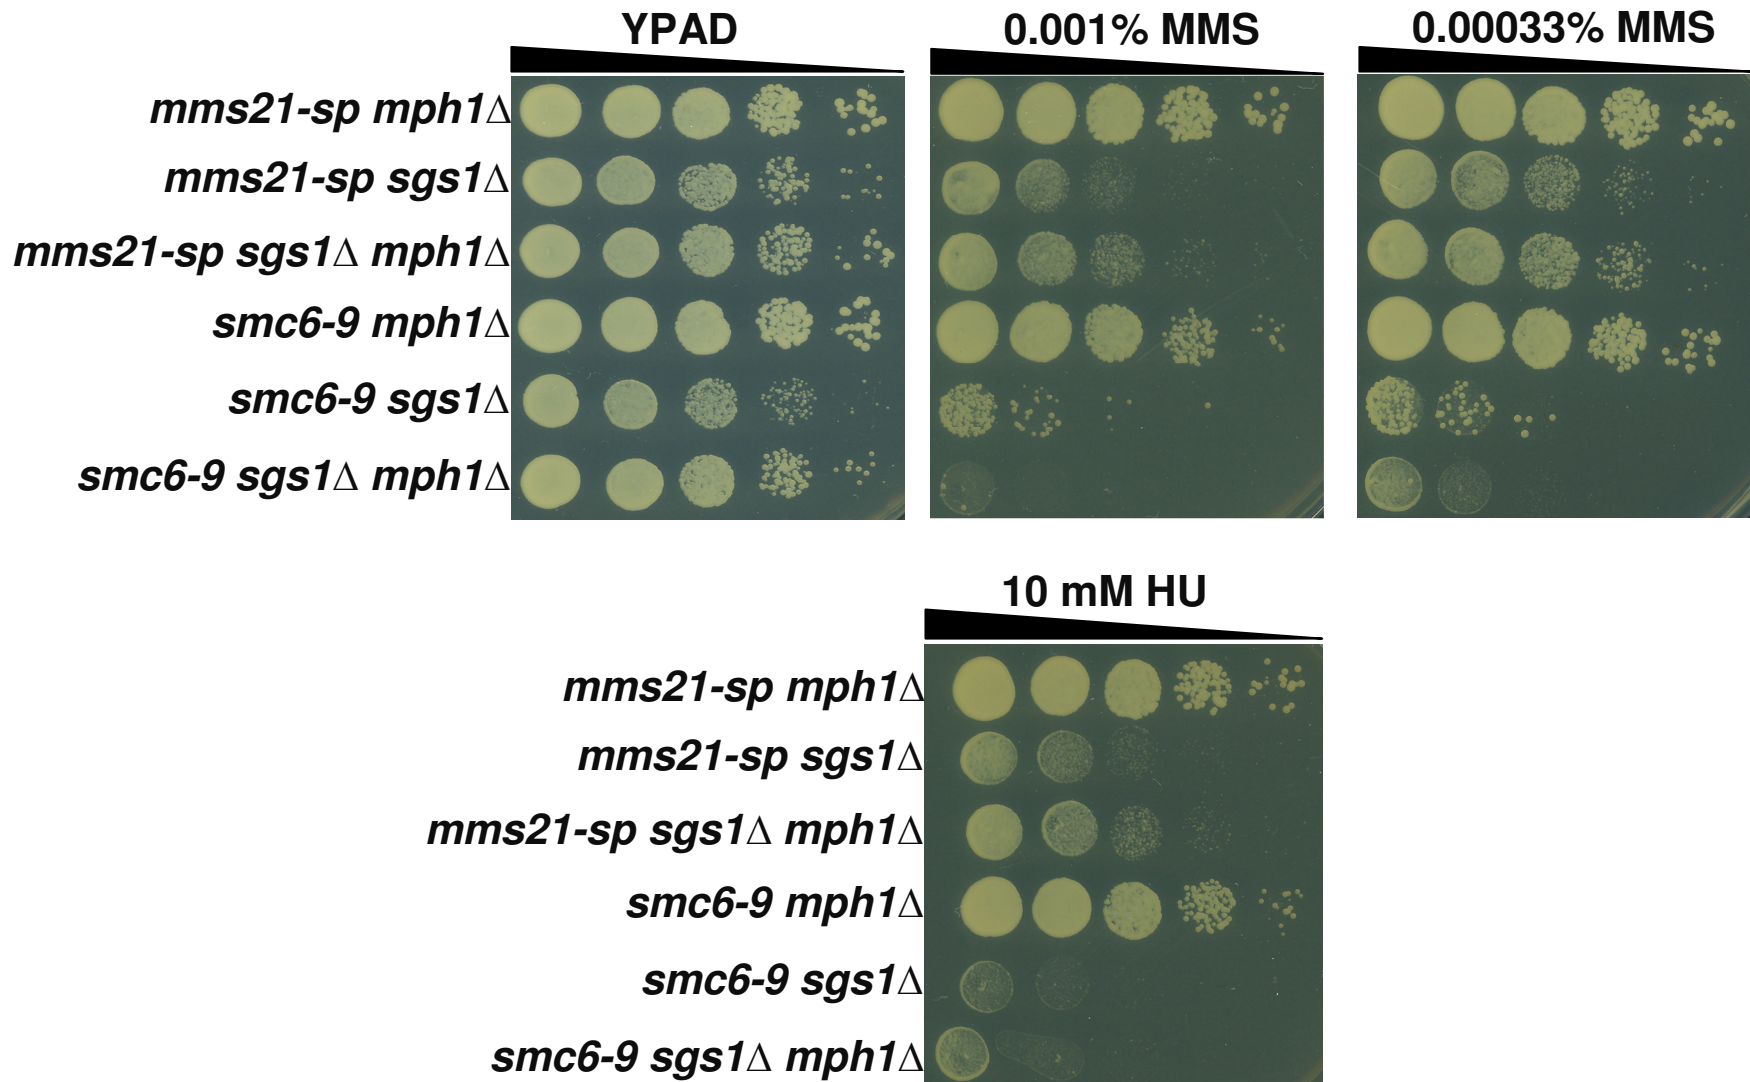 YPAD 0.001% MMS 0.00033% MMS
mms21-sp mph1Δ
mms21-sp sgs1Δ
mms21-sp sgs1Δ mph1Δ
smc6-9 mph1Δ
smc6-9 sgs1Δ
smc6-9 sgs1Δ mph1Δ
10 mM HU
mms21-sp mph1Δ
mms21-sp sgs1Δ
mms21-sp sgs1Δ mph1Δ
smc6-9 mph1Δ
smc6-9 sgs1Δ
smc6-9 sgs1Δ mph1Δ